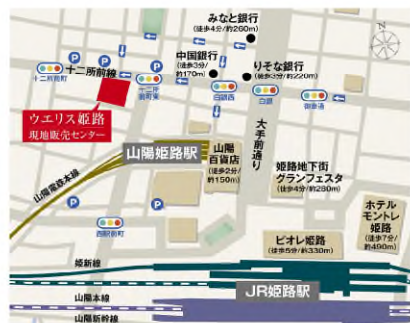 みなと銀行
(徒歩4分/約260m)
P
P
P
中国銀行
(徒歩3分/
約170m)
りそな銀行
(徒歩3分/約220m)
十二所前線
十二所前町
十二所
前町東
白銀西
白銀
御幸通
ウエリス姫路
現地販売センター
大手前通り
山陽姫路駅
山陽
百貨店
(徒歩2分/
約150m)
姫路地下街
グランフェスタ
(徒歩4分/約280m)
山陽電鉄本線
P
P
西駅前町
ホテル
モントレ
姫路
(徒歩7分/
約490m)
ピオレ姫路
(徒歩5分/約330m)
姫新線
JR姫路駅
山陽本線
山陽新幹線